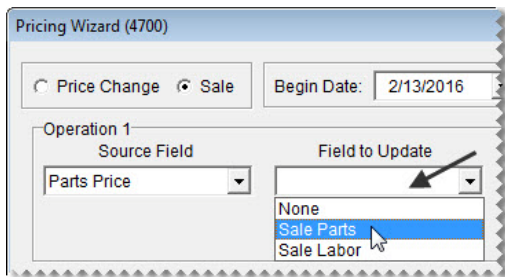 Pricing Wizard (4700)
Price Change Sale Begin Date: 2/13/2016
Operation 1
Source Field Field to Update
Parts Price
None
Sale Parts
Sale Labor